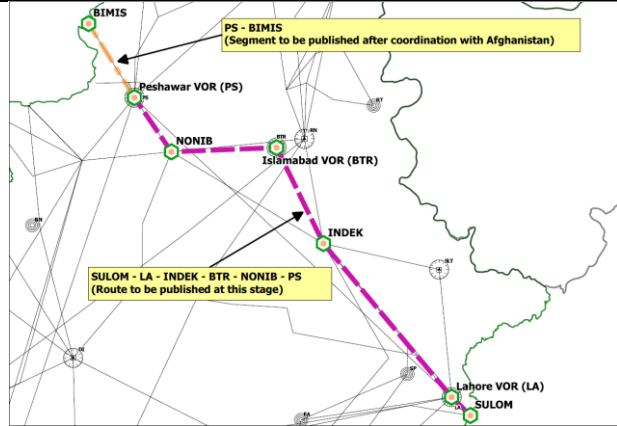 BIMIS
PS - BIMIS
(Segment to be published after coordination with Afghanistan)
Peshawar VOR (PS)
PS
NONIB
BTR
Islamabad VOR (BTR)
INDEK
SULOM - LA - INDEK - BTR - NONIB - PS
(Route to be published at this stage)
SP
Lahore VOR (LA)
LA
SULOM